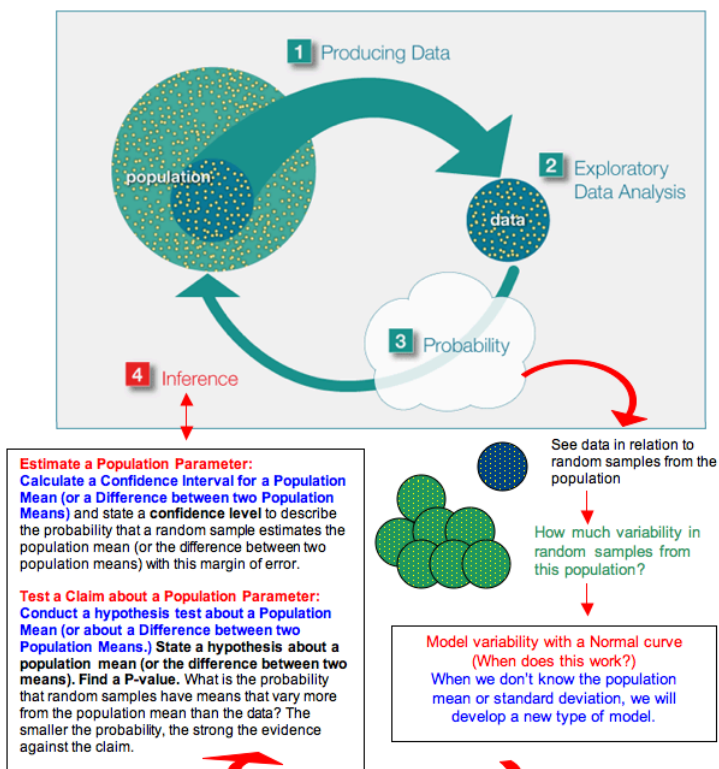 1 Producing Data
population
2 Exploratory
Data Analysis
data
3 Probability
4 Inference
See data in relation to
random samples from the
population
How much variability in
random samples from
this population?
Model variability with a Normal curve
(When does this work?)
When we don't know the population
mean or standard deviation, we will
develop a new type of model.
Estimate a Population Parameter:
Calculate a Confidence Interval for a Population
Mean (or a Difference between two Population
Means) and state a confidence level to describe
the probability that a random sample estimates the
population mean (or the difference between two
population means) with this margin of error.
Test a Claim about a Population Parameter:
Conduct a hypothesis test about a Population
Mean (or about a Difference between two
Population Means.) State a hypothesis about a
population mean (or the difference between two
means). Find a P-value. What is the probability
that random samples have means that vary more
from the population mean than the data? The
smaller the probability, the strong the evidence
against the claim.